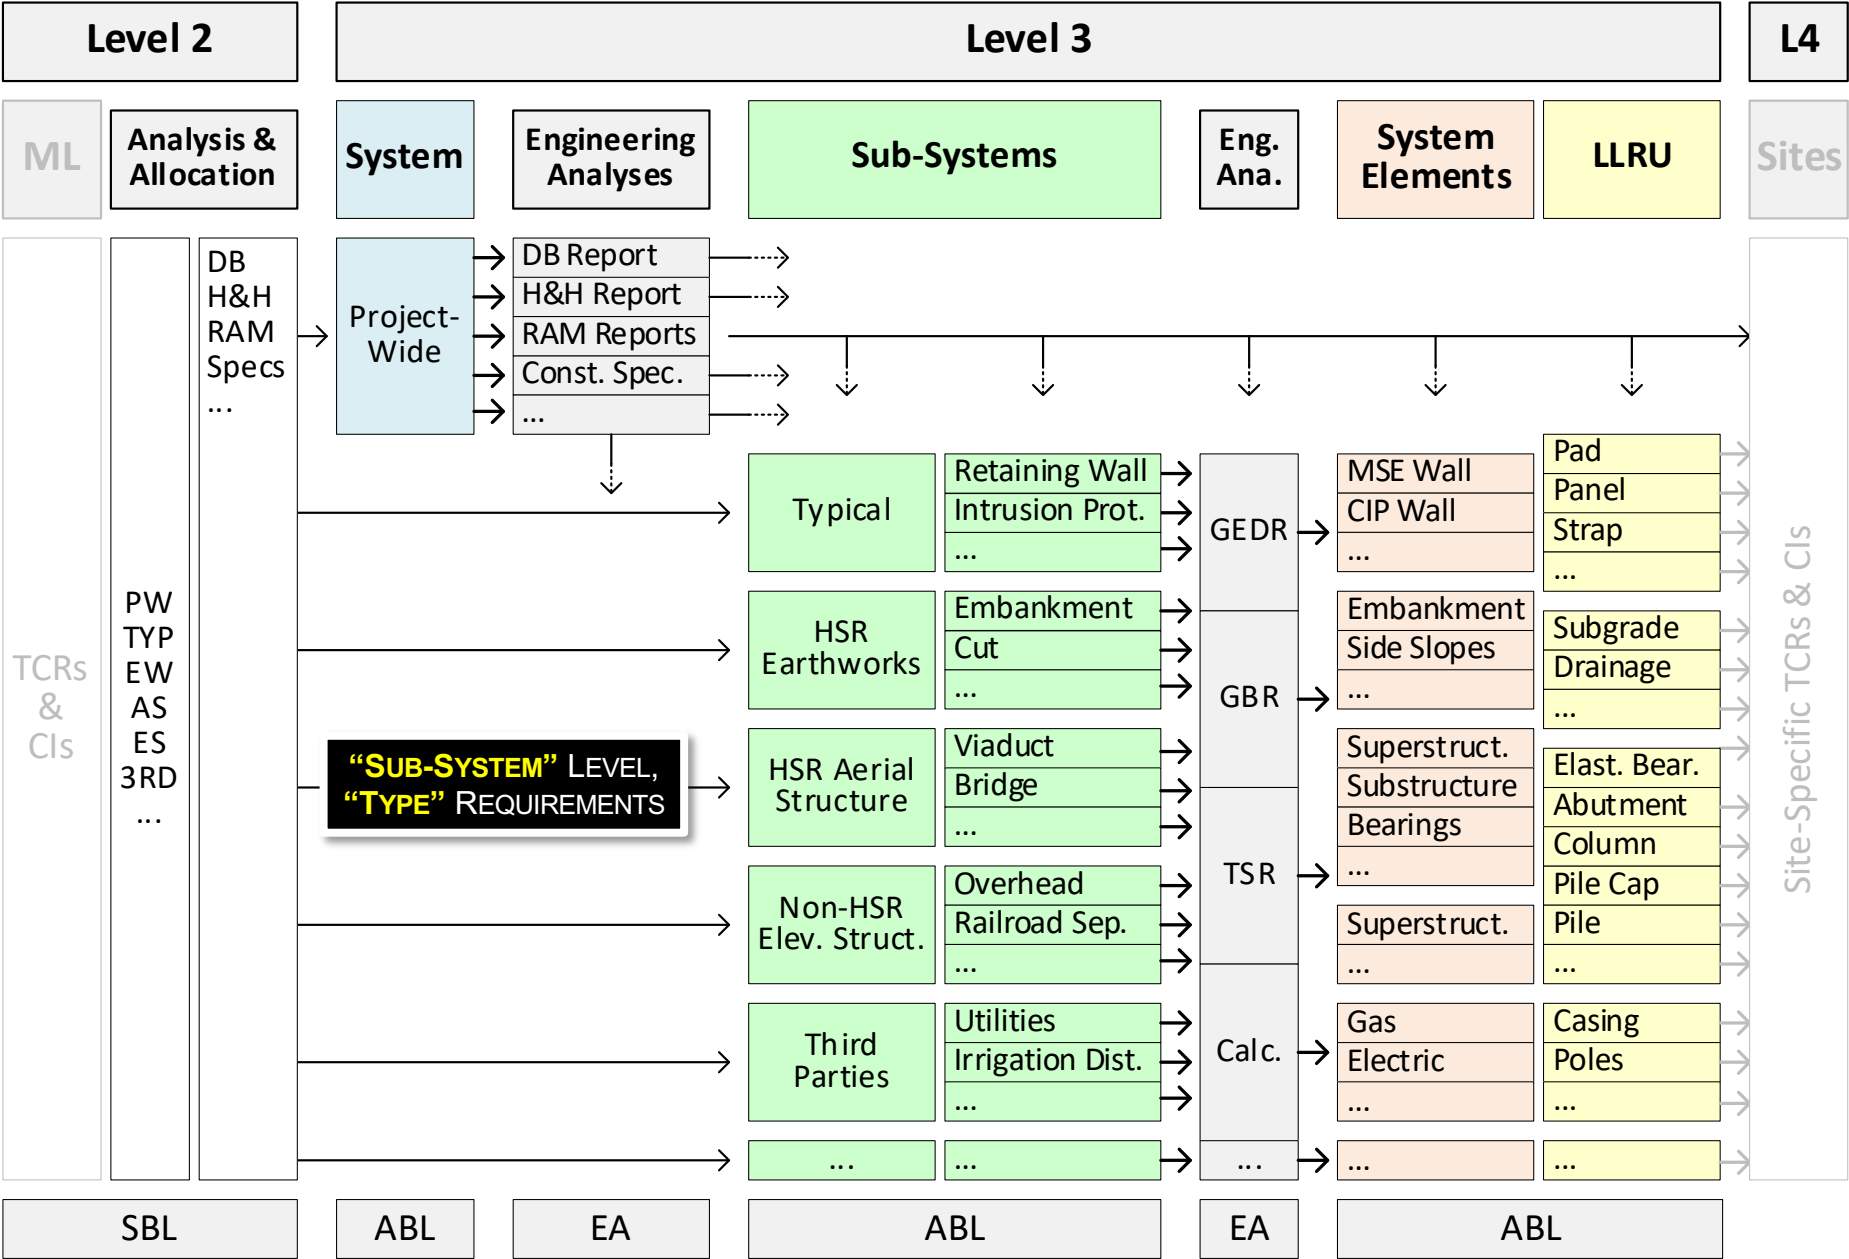 Level 2
Level 3
L4
ML
Analysis &
Allocation
System
Engineering
Analyses
Sub-Systems
Eng.
Ana.
System
Elements
LLRU
Sites
TCRs
&
CIs
PW
TYP
EW
AS
ES
3RD
...
DB
H&H
RAM
Specs
...
Project-
Wide
DB Report
H&H Report
RAM Reports
Const. Spec.
...
“SUB-SYSTEM” LEVEL,
“TYPE” REQUIREMENTS
Typical
Retaining Wall
Intrusion Prot.
...
HSR
Earthworks
Embankment
Cut
...
HSR Aerial
Structure
Viaduct
Bridge
...
Non-HSR
Elev. Struct.
Overhead
Railroad Sep.
...
Third
Parties
Utilities
Irrigation Dist.
...
...
...
GEDR
GBR
TSR
Calc.
...
MSE Wall
CIP Wall
...
Embankment
Side Slopes
...
Superstruct.
Substructure
Bearings
...
Superstruct.
...
Gas
Electric
...
...
Pad
Panel
Strap
...
Subgrade
Drainage
...
Elast. Bear.
Abutment
Column
Pile Cap
Pile
...
Casing
Poles
...
...
Site-Specific TCRs & CIs
SBL
ABL
EA
ABL
EA
ABL